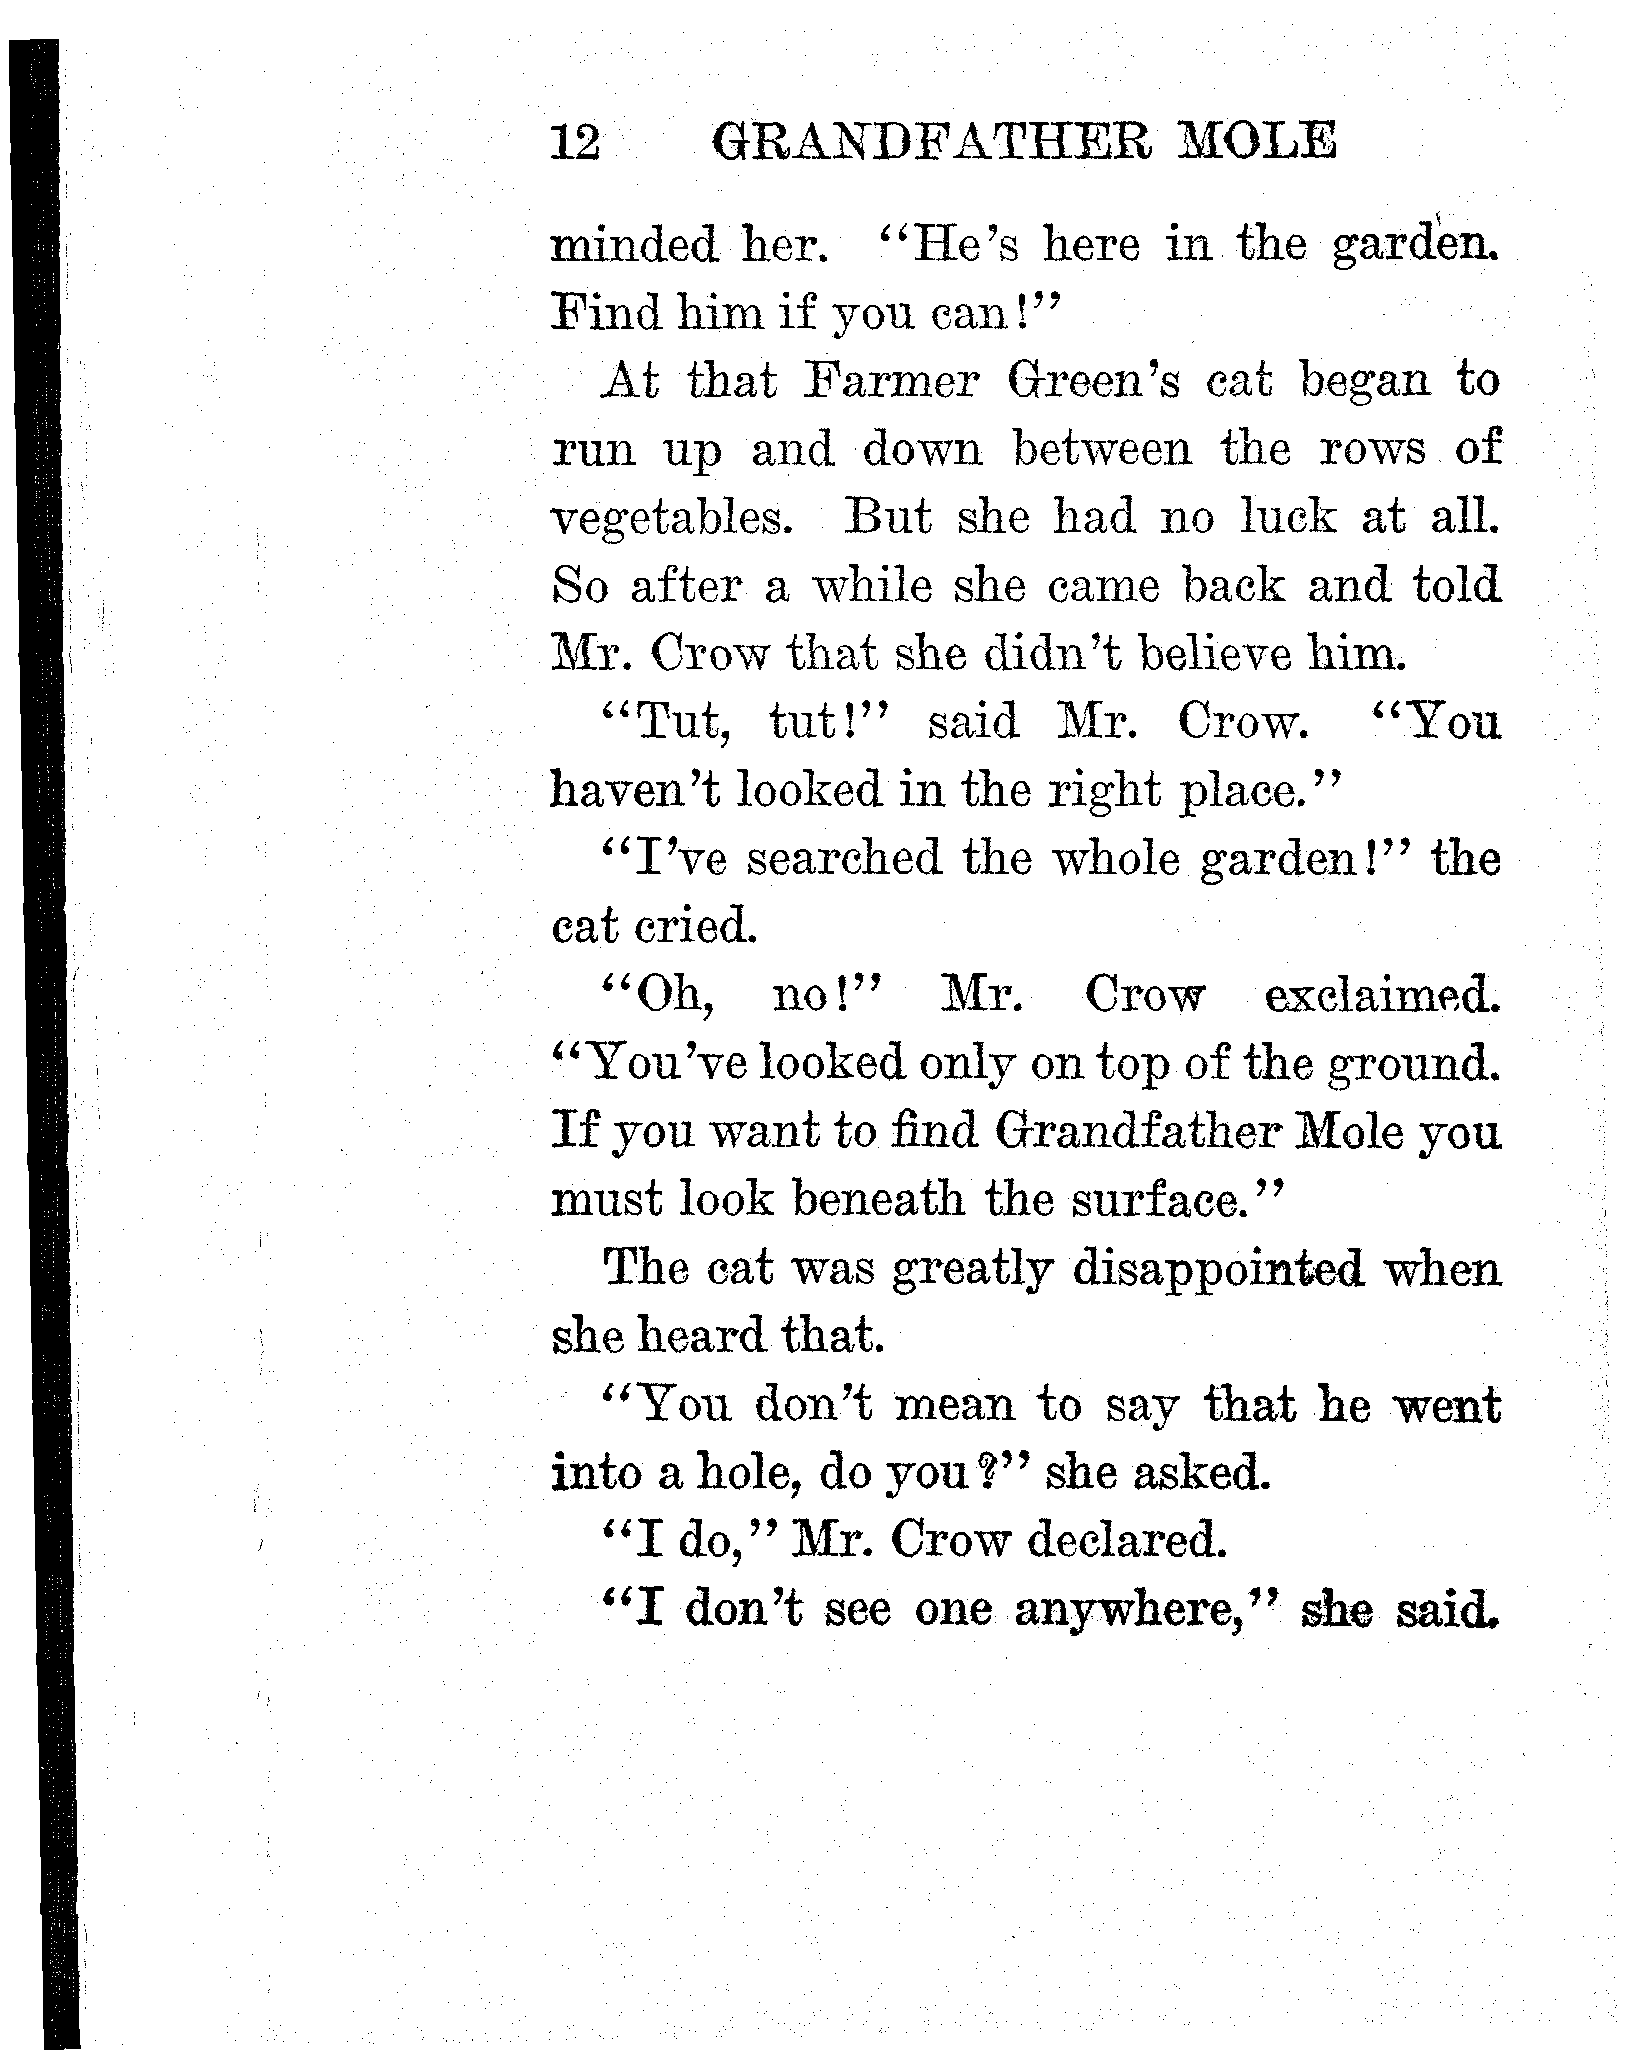 12 GRANDFATHER MOLE
minded her. "He's here in the garden.
Find him if you can!"
At that Farmer Green's cat began to
run up and down between the rows of
vegetables. But she had no luck at all.
So after a while she came back and told
Mr. Crow that she didn't believe him.
"Tut, tut!" said Mr. Crow. "You
haven't looked in the right place."
"I've searched the whole garden!" the
cat cried.
"Oh, no!" Mr. Crow exclaimed.
"You've looked only on top of the ground.
If you want to find Grandfather Mole you
must look beneath the surface."
The cat was greatly disappointed when
she heard that.
"You don't mean to say that he went
into a hole, do you?" she asked.
"I do," Mr. Crow declared.
"I don't see one anywhere," she said.